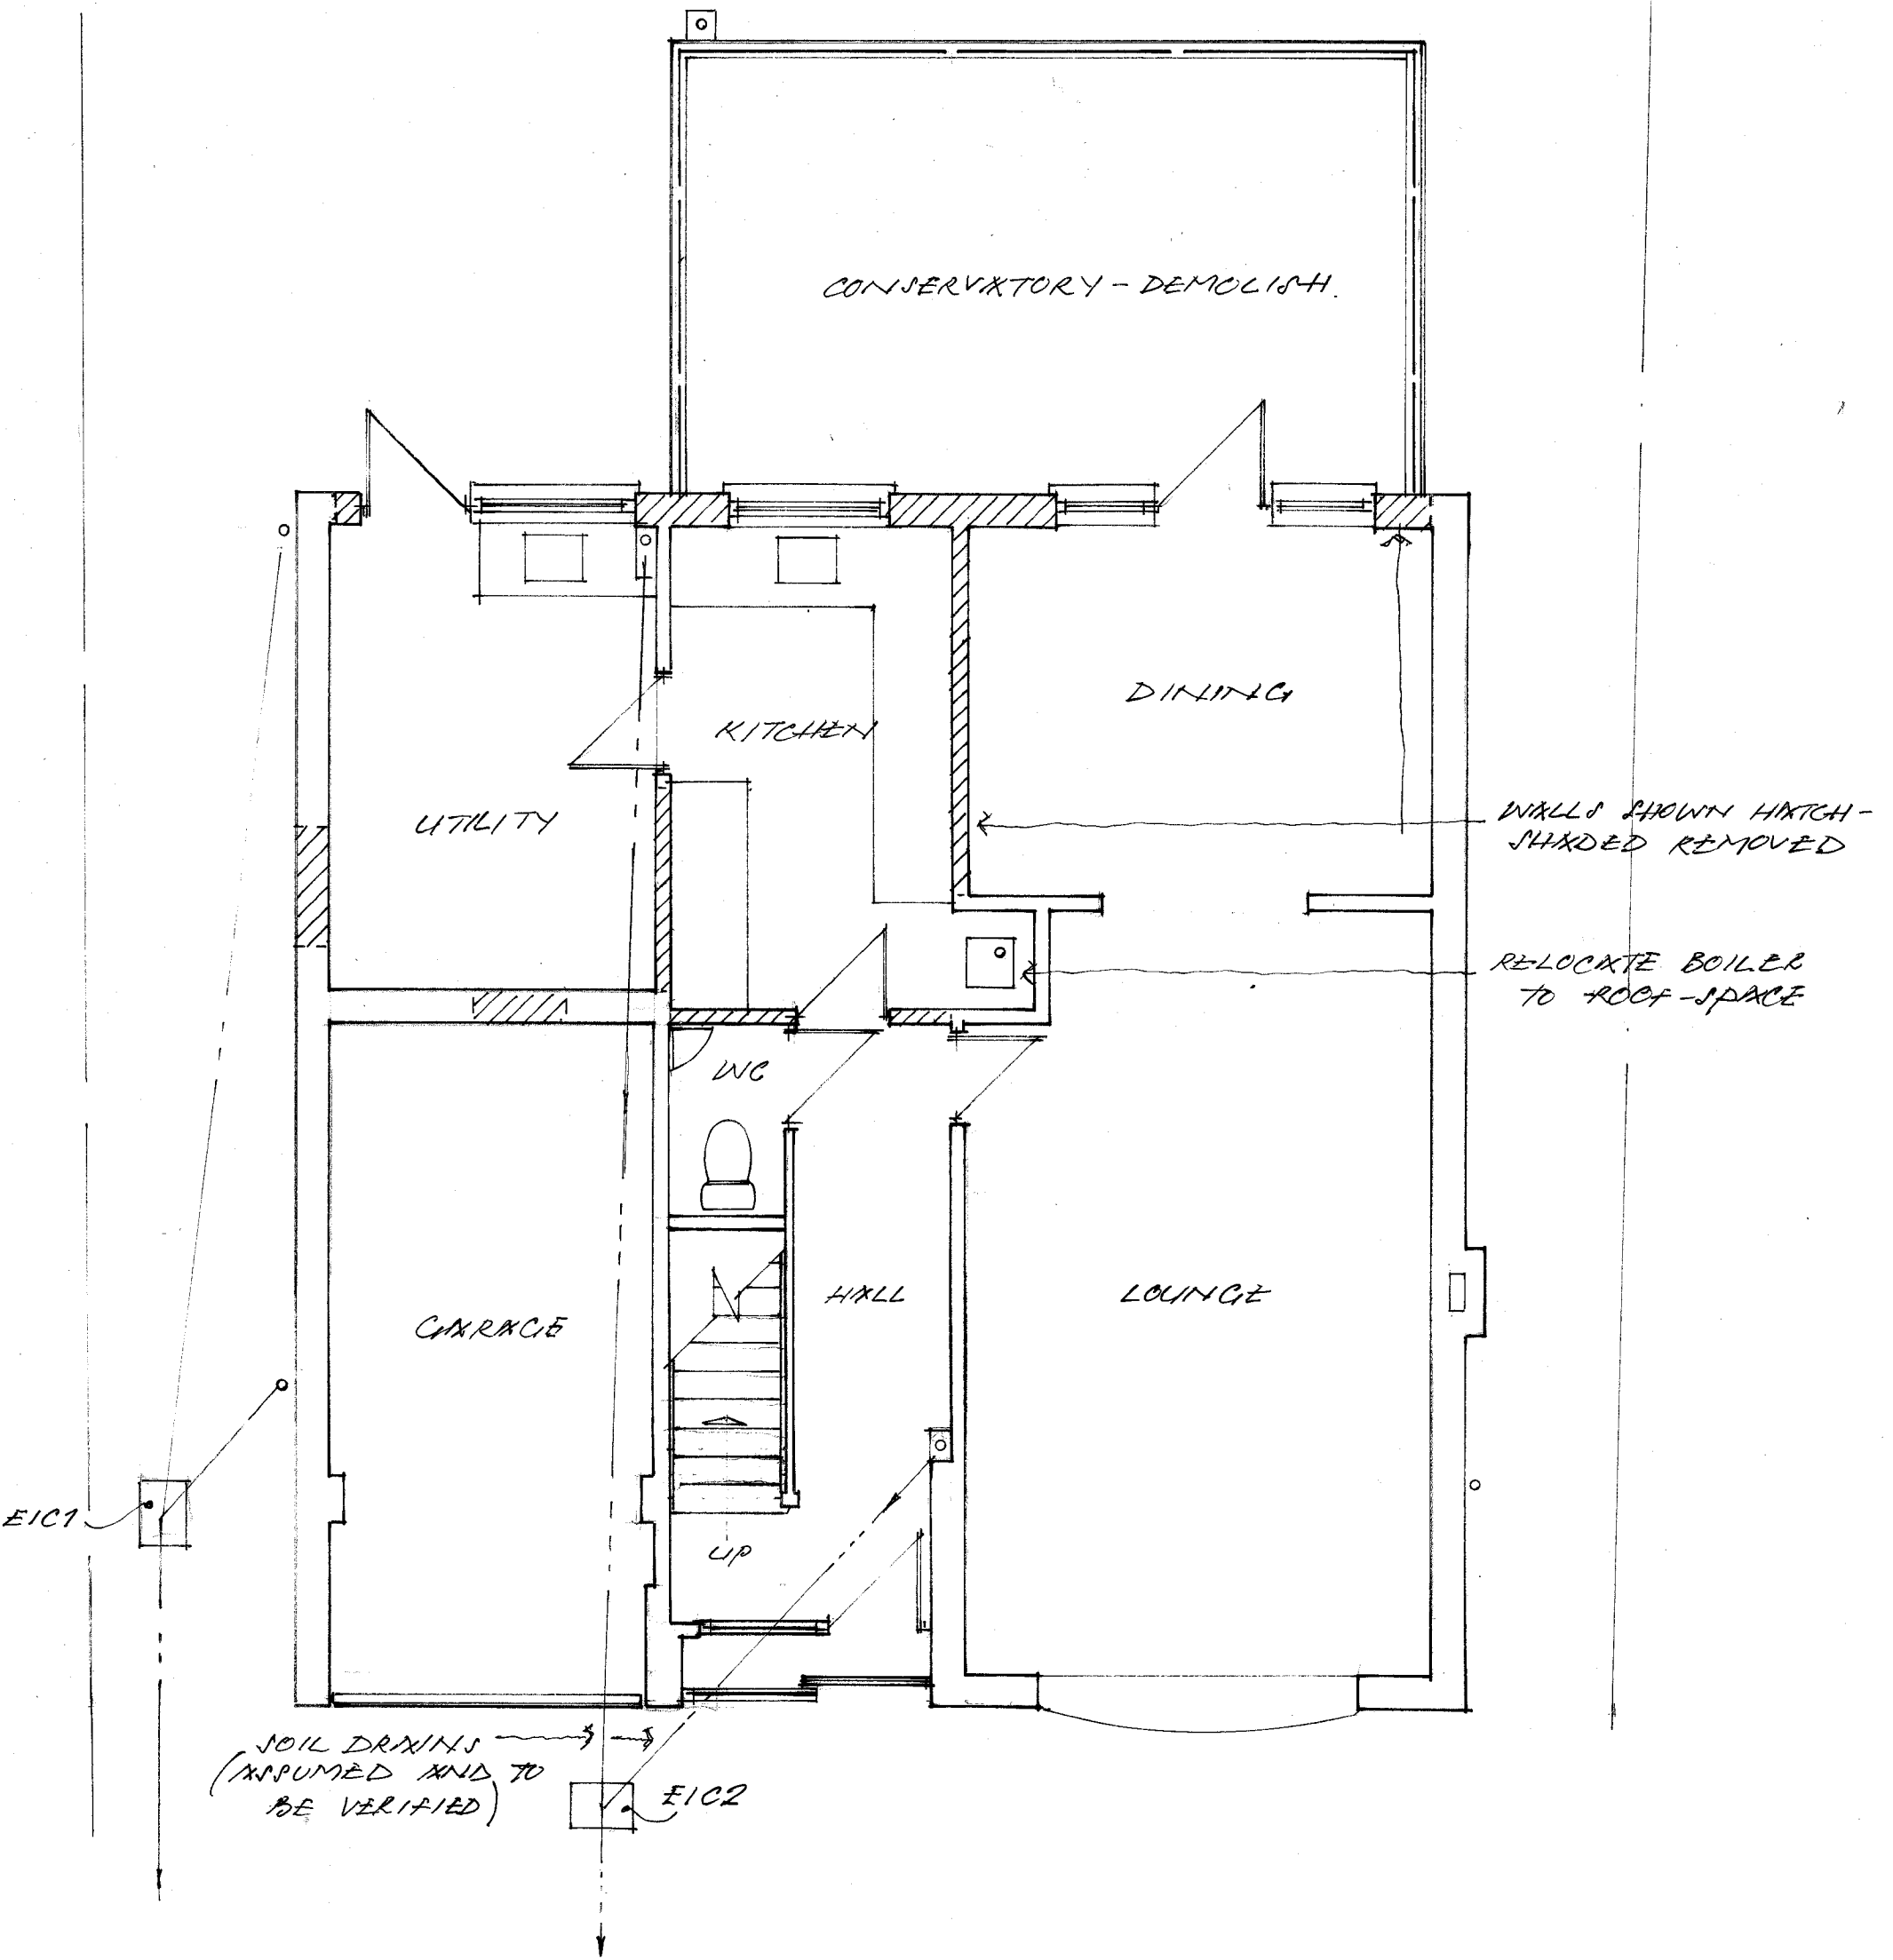 CONSERVATORY - DEMOLISH.
DINING
KITCHEN
UTILITY
WALLS SHOWN HATCH-
SHADED REMOVED
RELOCATE BOILER
TO ROOF-SPACE
WC
HALL
LOUNGE
GARAGE
EIC1
UP
SOIL DRAINS
(ASSUMED AND TO
BE VERIFIED)
EIC2